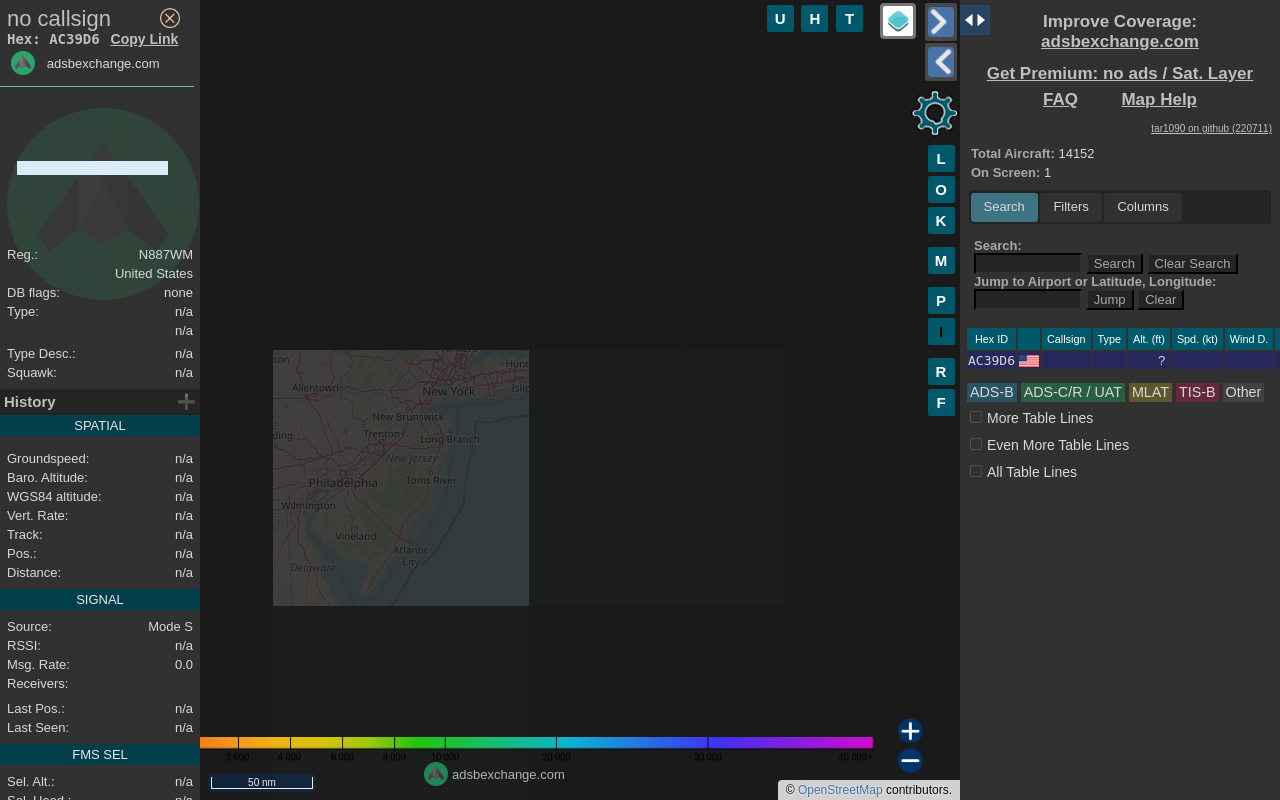 no callsign
Hex: AC39D6 Copy Link
adsbexchange.com
Reg.: N887WM
United States
DB flags: none
Type: n/a
n/a
Type Desc.: n/a
Squawk: n/a
History
SPATIAL
Groundspeed: n/a
Baro. Altitude: n/a
WGS84 altitude: n/a
Vert. Rate: n/a
Track: n/a
Pos.: n/a
Distance: n/a
SIGNAL
Source: Mode S
RSSI: n/a
Msg. Rate: 0.0
Receivers:
Last Pos.: n/a
Last Seen: n/a
FMS SEL
Sel. Alt.: n/a
Sel. Head.: n/a
U H T
L
O
K
M
P
I
R
F
ton
Hunt
Allentown
New York
Islip
New Brunswick
ding...
Trenton
Long Branch
New Jersey
Philadelphia
Toms River
Wilmington
Vineland
Atlantic
City
Delaware
2 000 4 000 6 000 8 000 10 000 20 000 30 000 40 000+
adsbexchange.com
50 nm
© OpenStreetMap contributors.
Improve Coverage:
adsbexchange.com
Get Premium: no ads / Sat. Layer
FAQ Map Help
tar1090 on github (220711)
Total Aircraft: 14152
On Screen: 1
Search Filters Columns
Search:
Search Clear Search
Jump to Airport or Latitude, Longitude:
Jump Clear
Hex ID Callsign Type Alt. (ft) Spd. (kt) Wind D.
AC39D6 ?
ADS-B ADS-C/R / UAT MLAT TIS-B Other
More Table Lines
Even More Table Lines
All Table Lines